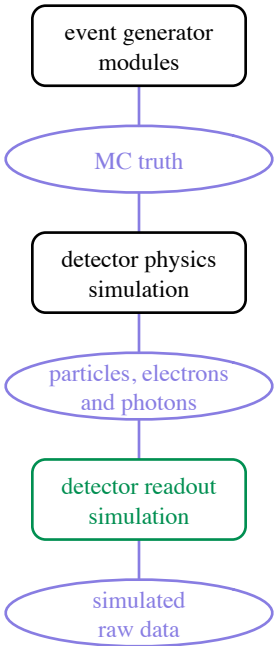 event generator
modules
MC truth
detector physics
simulation
particles, electrons
and photons
detector readout
simulation
simulated
raw data